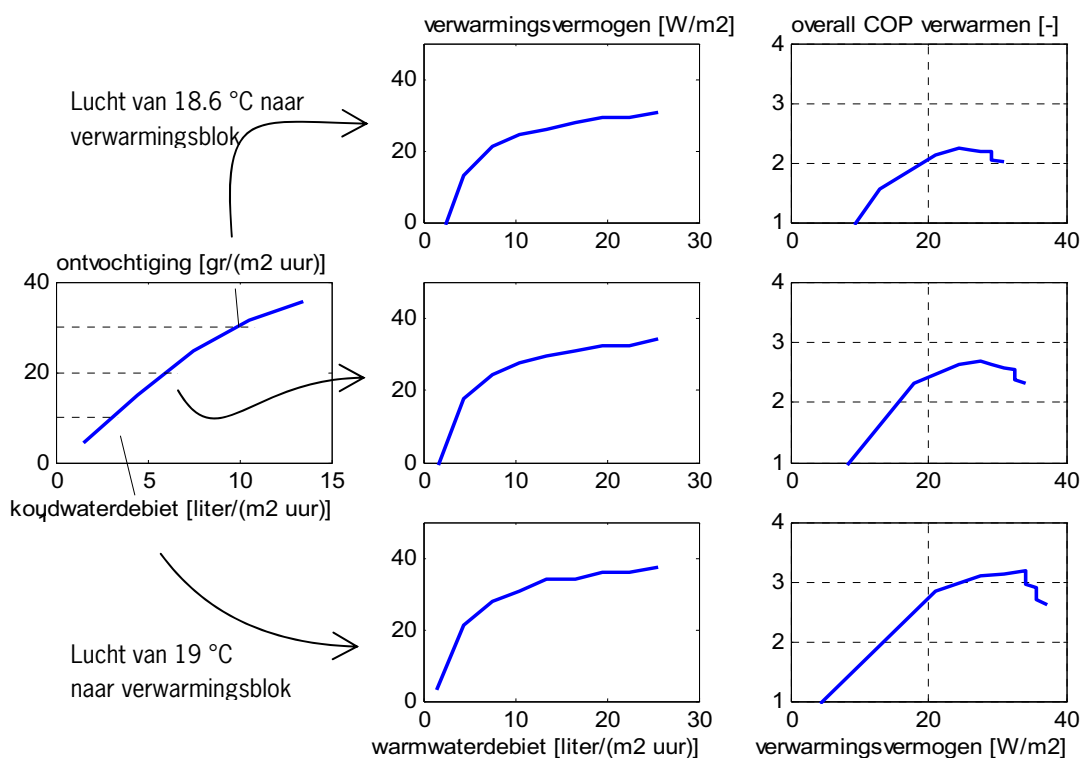 verwarmingsvermogen [W/m2]
overall COP verwarmen [-]
Lucht van 18.6 °C naar
verwarmingsblok
40
20
0
0 10 20 30
4
3
2
1
0 20 40
ontvochtiging [gr/(m2 uur)]
40
20
0
0 5 10 15
koudwaterdebiet [liter/(m2 uur)]
40
20
0
0 10 20 30
4
3
2
1
0 20 40
Lucht van 19 °C
naar verwarmingsblok
40
20
0
0 10 20 30
warmwaterdebiet [liter/(m2 uur)]
4
3
2
1
0 20 40
verwarmingsvermogen [W/m2]